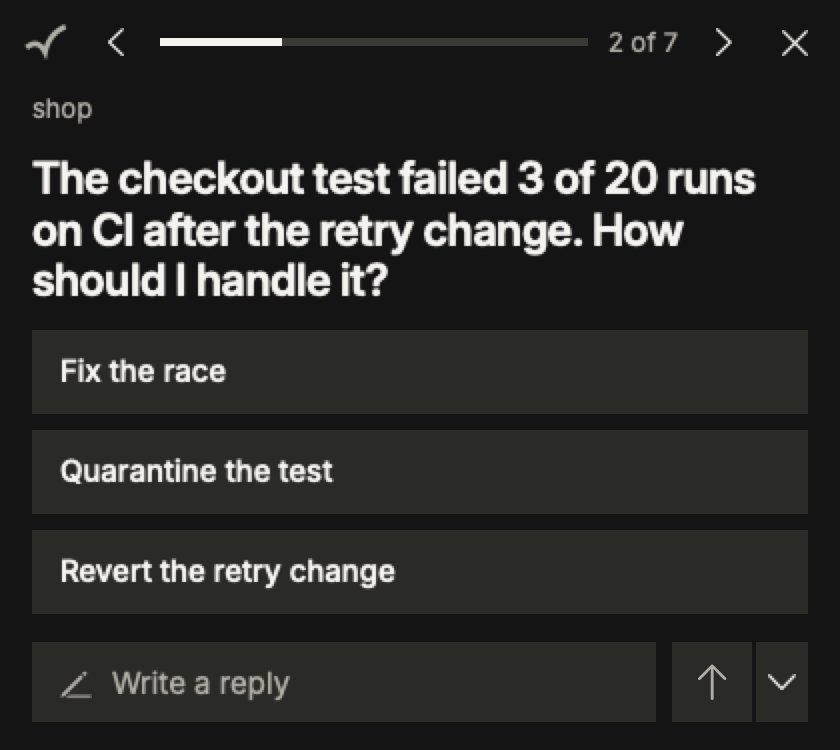 2 of 7
shop
The checkout test failed 3 of 20 runs
on CI after the retry change. How
should I handle it?
Fix the race
Quarantine the test
Revert the retry change
Write a reply